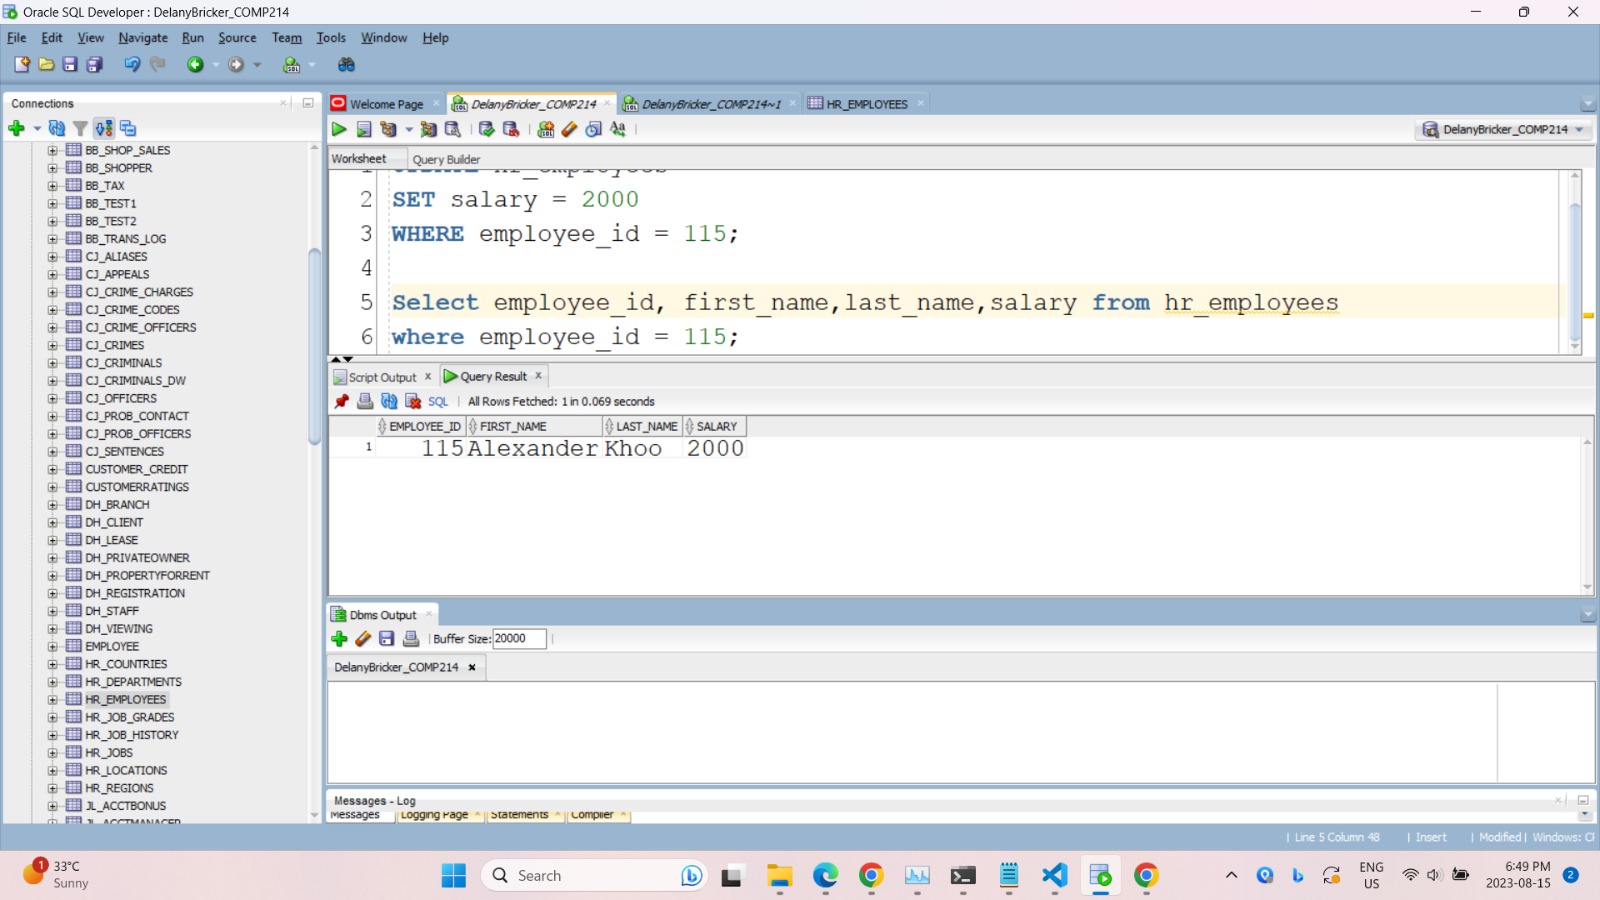 Oracle SQL Developer : DelanyBricker_COMP214
File Edit View Navigate Run Source Team Tools Window Help
Connections
BB_SHOP_SALES
BB_SHOPPER
BB_TAX
BB_TEST1
BB_TEST2
BB_TRANS_LOG
CJ_ALIASES
CJ_APPEALS
CJ_CRIME_CHARGES
CJ_CRIME_CODES
CJ_CRIME_OFFICERS
CJ_CRIMES
CJ_CRIMINALS
CJ_CRIMINALS_DW
CJ_OFFICERS
CJ_PROB_CONTACT
CJ_PROB_OFFICERS
CJ_SENTENCES
CUSTOMER_CREDIT
CUSTOMERRATINGS
DH_BRANCH
DH_CLIENT
DH_LEASE
DH_PRIVATEOWNER
DH_PROPERTYFORRENT
DH_REGISTRATION
DH_STAFF
DH_VIEWING
EMPLOYEE
HR_COUNTRIES
HR_DEPARTMENTS
HR_EMPLOYEES
HR_JOB_GRADES
HR_JOB_HISTORY
HR_JOBS
HR_LOCATIONS
HR_REGIONS
JL_ACCTBONUS
JL_ACCTMANAGER
Welcome Page DelanyBricker_COMP214 DelanyBricker_COMP214~1 HR_EMPLOYEES
DelanyBricker_COMP214
Worksheet Query Builder
1 UPDATE hr_employees
2 SET salary = 2000
3 WHERE employee_id = 115;
4
5 Select employee_id, first_name,last_name,salary from hr_employees
6 where employee_id = 115;
Script Output x Query Result x
SQL | All Rows Fetched: 1 in 0.069 seconds
EMPLOYEE_ID FIRST_NAME LAST_NAME SALARY
1 115 Alexander Khoo 2000
Dbms Output
Buffer Size: 20000
DelanyBricker_COMP214 x
Messages - Log
Messages Logging Page Statements Compiler
| Line 5 Column 48 | Insert | Modified | Windows: C
1 33°C
Sunny
Search
ENG
US
6:49 PM
2023-08-15
2